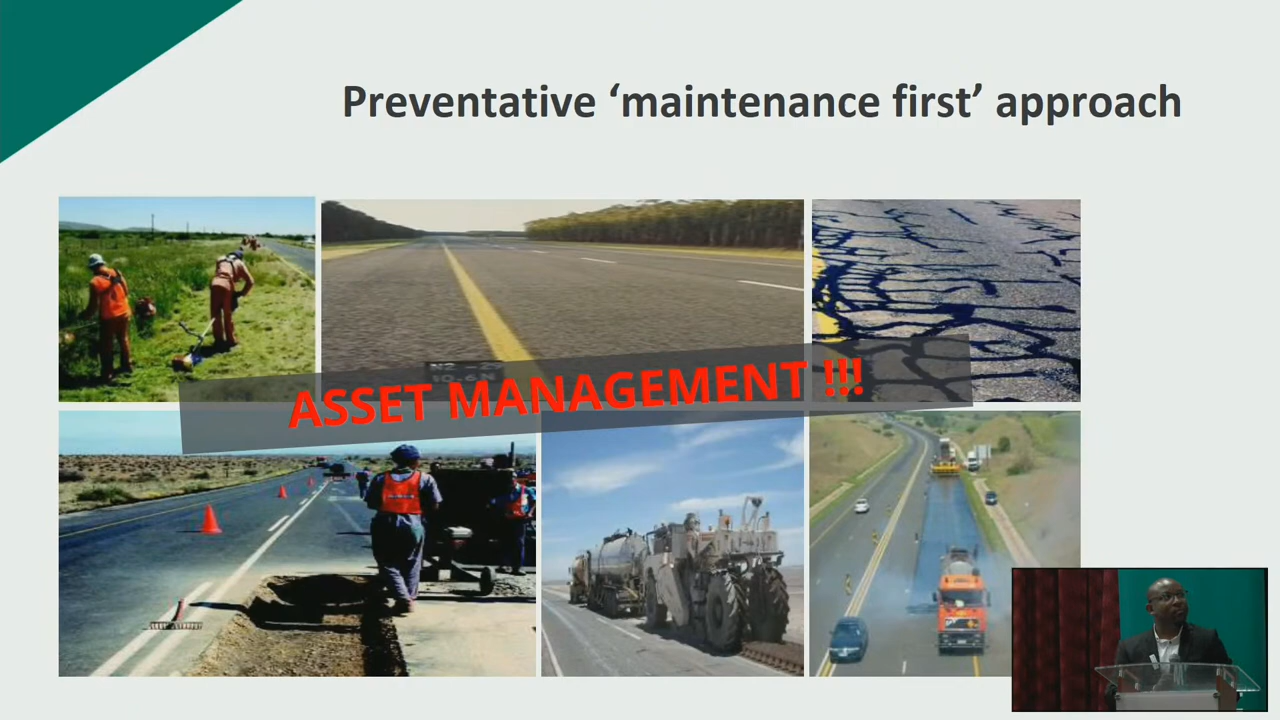 Preventative ‘maintenance first’ approach
ASSET MANAGEMENT !!!